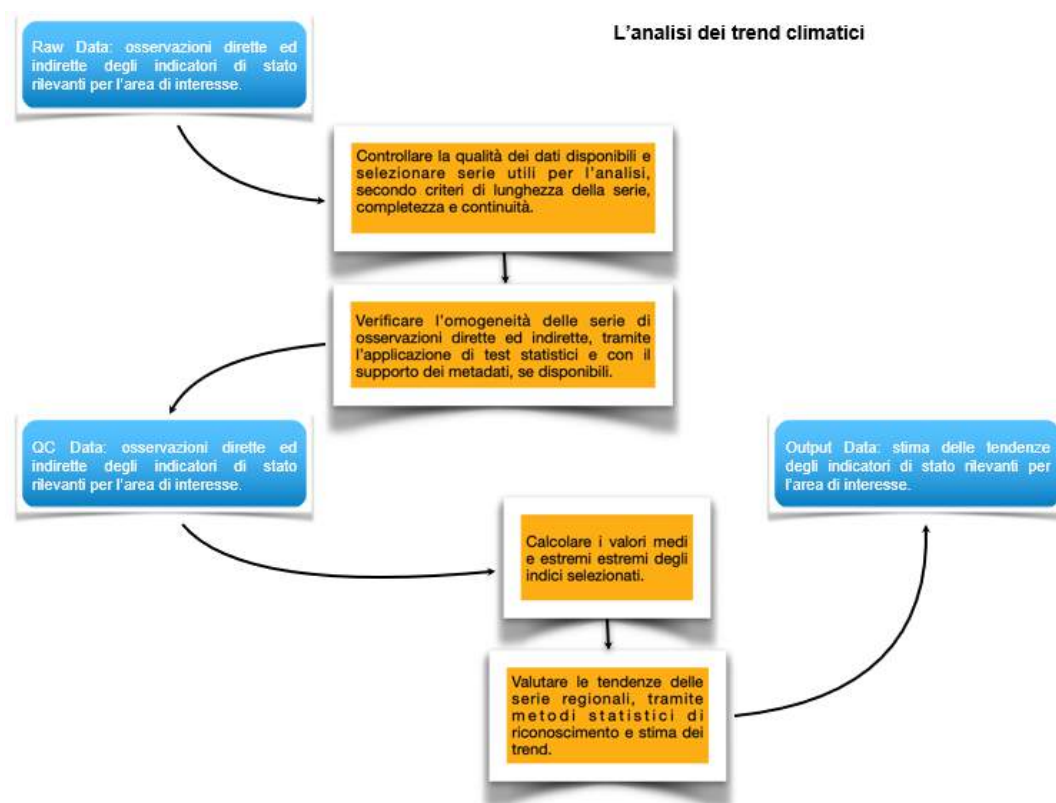 L'analisi dei trend climatici
Raw Data: osservazioni dirette ed
indirette degli indicatori di stato
rilevanti per l'area di interesse.
Controllare la qualità dei dati disponibili e
selezionare serie utili per l'analisi,
secondo criteri di lunghezza della serie,
completezza e continuità.
Verificare l'omogeneità delle serie di
osservazioni dirette ed indirette, tramite
l'applicazione di test statistici e con il
supporto dei metadati, se disponibili.
QC Data: osservazioni dirette ed
indirette degli indicatori di stato
rilevanti per l'area di interesse.
Calcolare i valori medi
e estremi estremi degli
indici selezionati.
Valutare le tendenze delle
serie regionali, tramite
metodi statistici di
riconoscimento e stima dei
trend.
Output Data: stima delle tendenze
degli indicatori di stato rilevanti per
l'area di interesse.